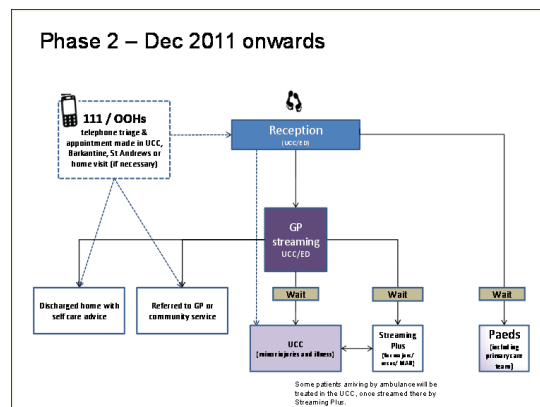 Phase 2 – Dec 2011 onwards
111 / OOHs
telephone triage &
appointment made in UCC,
Barkantine, St Andrews or
home visit (if necessary)
Reception
(UCC/ED)
GP
streaming
UCC/ED
Wait
Wait
Wait
Discharged home with
self care advice
Referred to GP or
community service
UCC
(minor injuries and illness)
Streaming
Plus
(for majors/
Paeds
(including
primary care
team)
Some patients arriving by ambulance will be
treated in the UCC, once streamed there by
Streaming Plus.